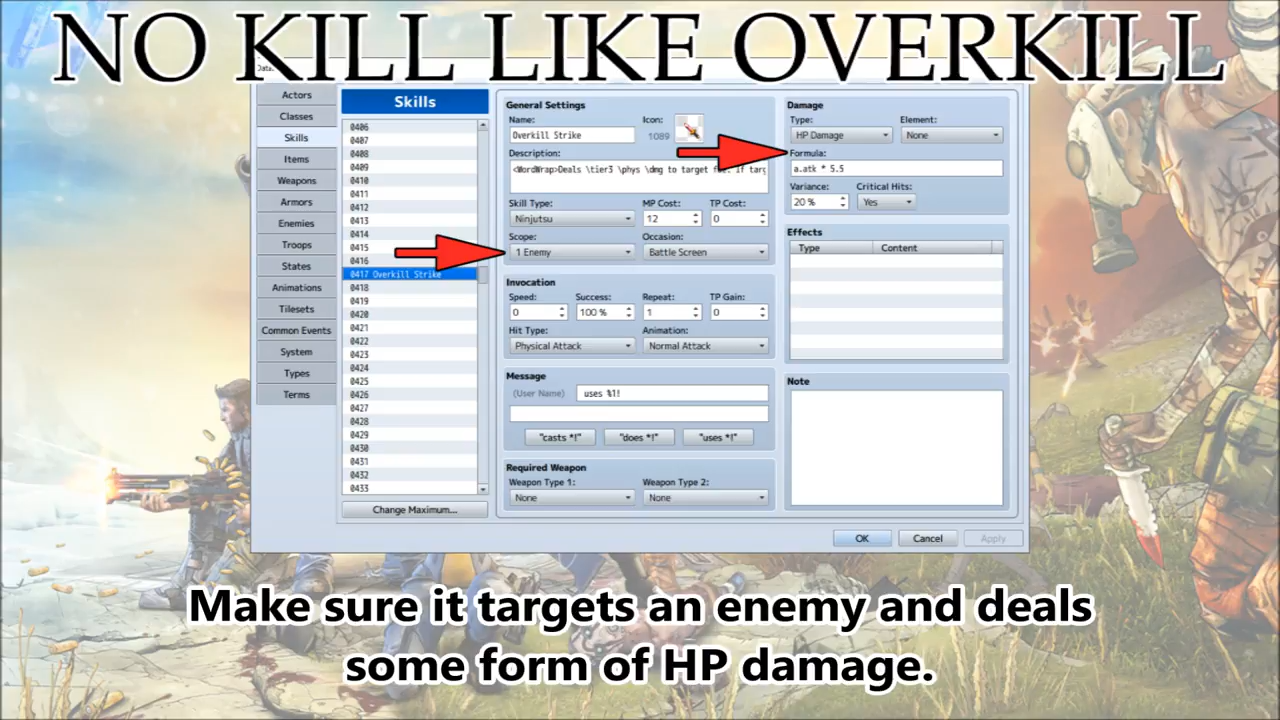 NO KILL LIKE OVERKILL
Actors
Classes
Skills
Items
Weapons
Armors
Enemies
Troops
States
Animations
Tilesets
Common Events
System
Types
Terms
Skills
0406
0407
0408
0409
0410
0411
0412
0413
0414
0415
0416
0417 Overkill Strike
0418
0419
0420
0421
0422
0423
0424
0425
0426
0427
0428
0429
0430
0431
0432
0433
Change Maximum...
General Settings
Name: Icon:
Overkill Strike 1089
Description:
<WordWrap>Deals \tier3 \phys \dmg to target If targ
Skill Type: MP Cost: TP Cost:
Ninjutsu 12 0
Scope: Occasion:
1 Enemy Battle Screen
Invocation
Speed: Success: Repeat: TP Gain:
0 100 % 1 0
Hit Type: Animation:
Physical Attack Normal Attack
Message
(User Name) uses %1!
"casts *!" "does *!" "uses *!"
Required Weapon
Weapon Type 1: Weapon Type 2:
None None
Damage
Type: Element:
HP Damage None
Formula:
a.atk * 5.5
Variance: Critical Hits:
20 % Yes
Effects
Type Content
Note
OK Cancel Apply
Make sure it targets an enemy and deals
some form of HP damage.